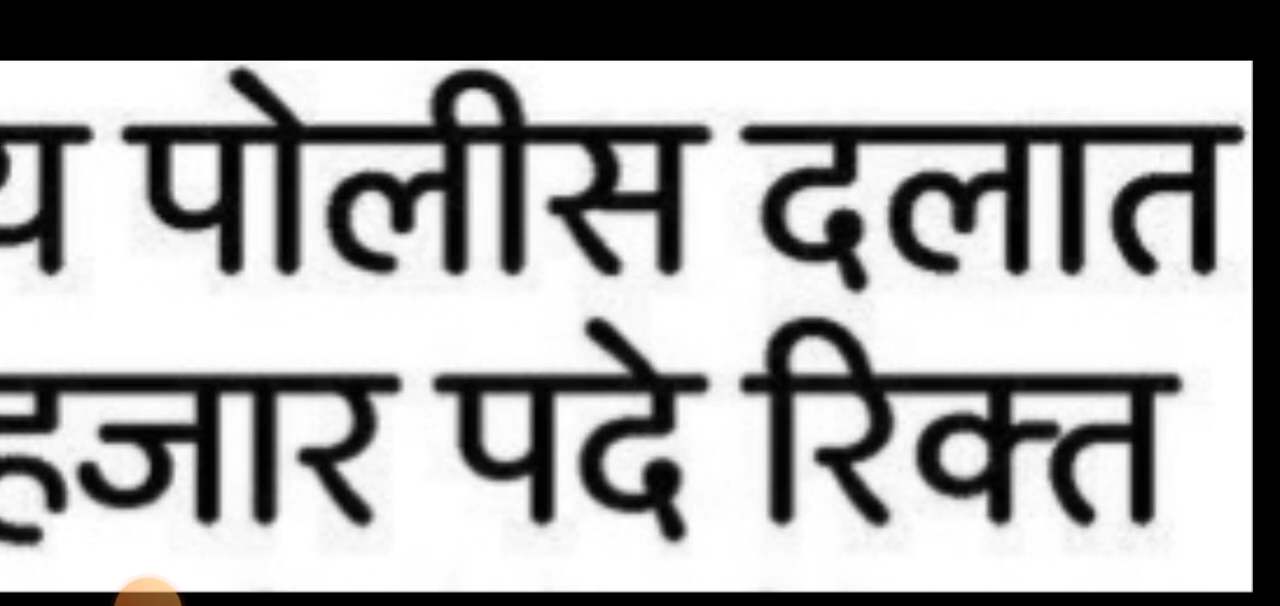 य पोलीस दलात
हजार पदे रिक्त